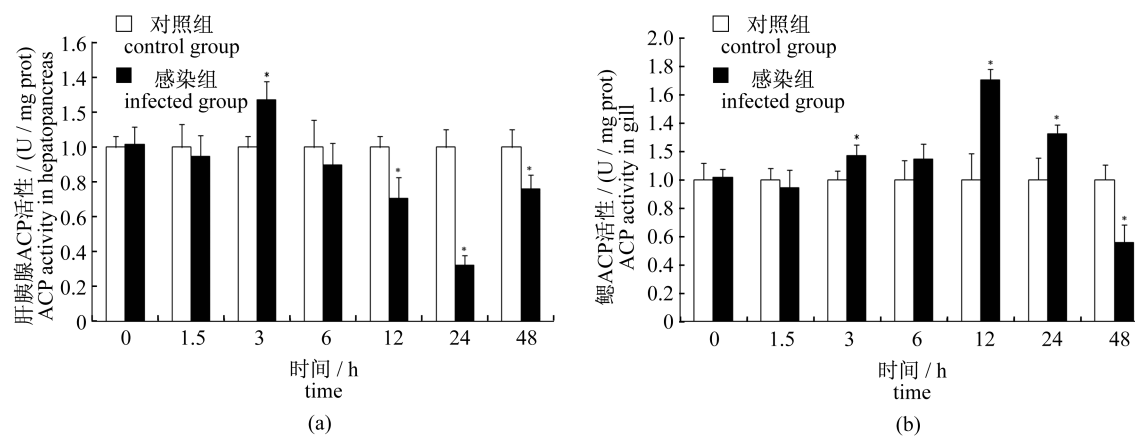 对照组
control group
感染组
infected group
肝胰腺ACP活性 / (U / mg prot)
ACP activity in hepatopancreas
1.6
1.5
1.0
0.8
0.6
0.4
0.2
0
*
*
*
*
0 1.5 3 6 12 24 48
时间 / h
time
(a)
对照组
control group
感染组
infected group
鳃ACP活性 / (U / mg prot)
ACP activity in gill
2.0
1.8
1.6
1.4
1.5
1.0
0.8
0.6
0.4
0.2
0
*
*
*
*
0 1.5 3 6 12 24 48
时间 / h
time
(b)